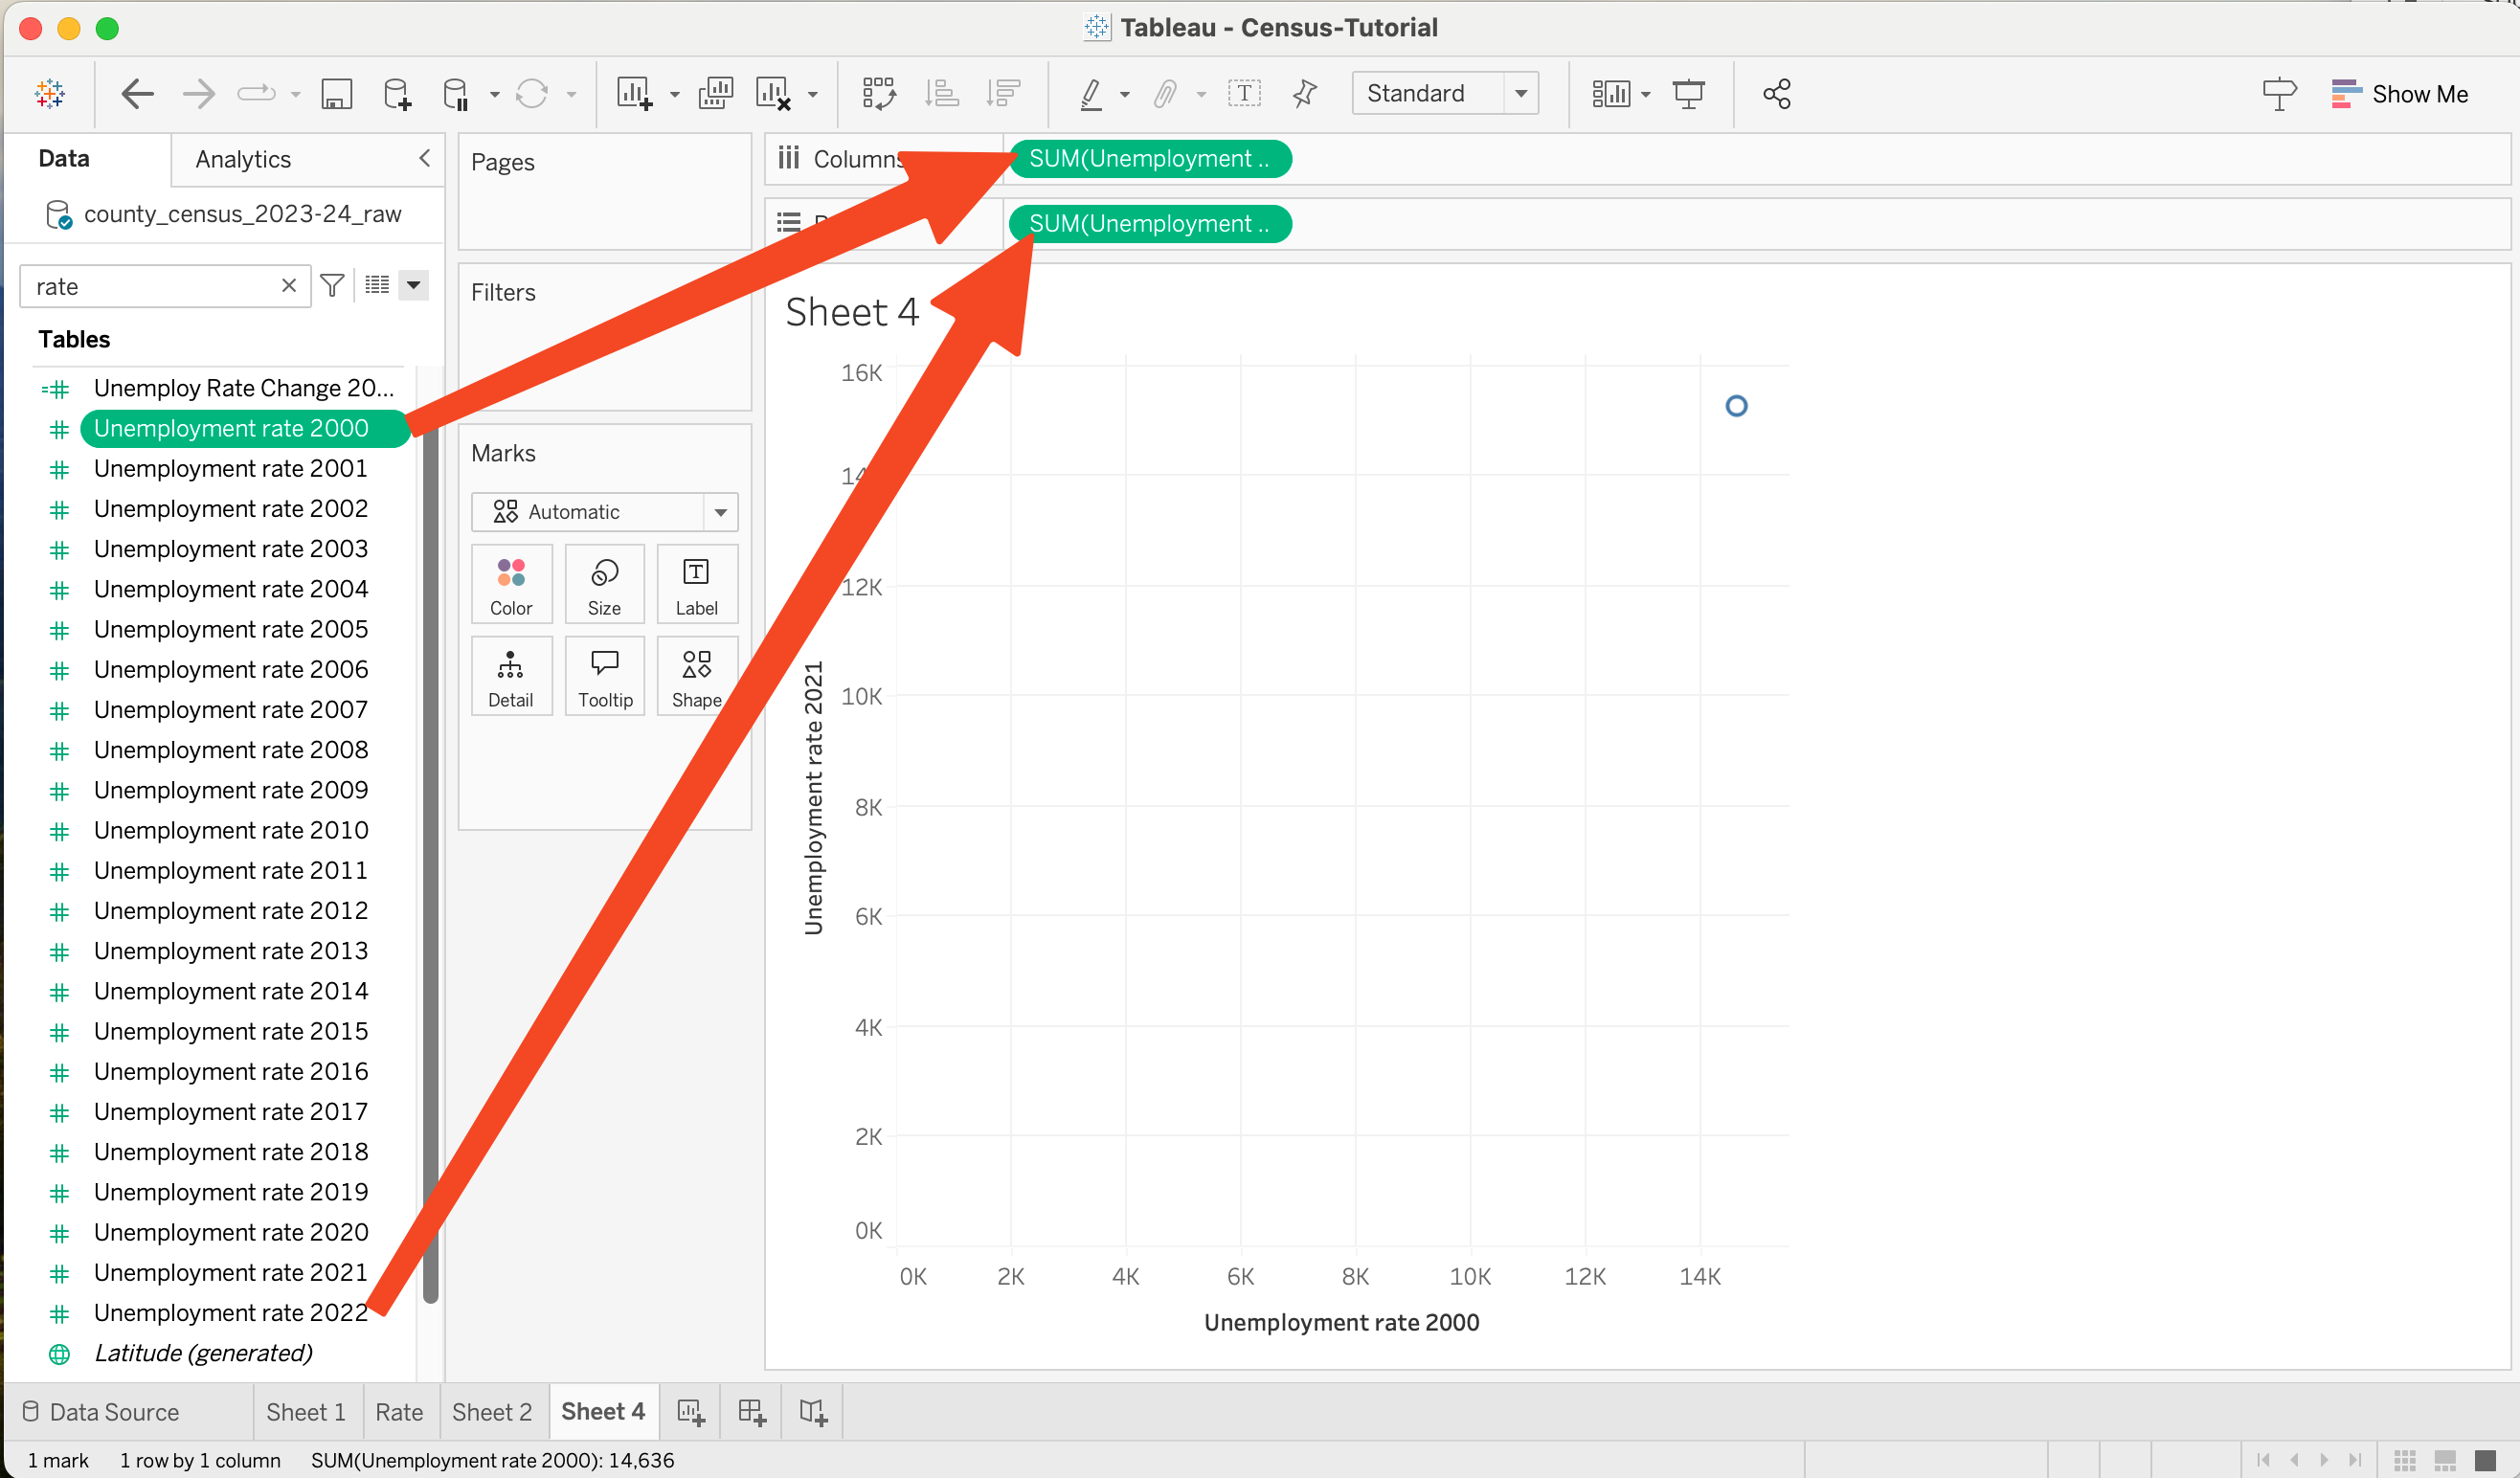 Tableau - Census-Tutorial
Standard
Show Me
Data
Analytics
county_census_2023-24_raw
rate
Tables
Unemploy Rate Change 20...
Unemployment rate 2000
Unemployment rate 2001
Unemployment rate 2002
Unemployment rate 2003
Unemployment rate 2004
Unemployment rate 2005
Unemployment rate 2006
Unemployment rate 2007
Unemployment rate 2008
Unemployment rate 2009
Unemployment rate 2010
Unemployment rate 2011
Unemployment rate 2012
Unemployment rate 2013
Unemployment rate 2014
Unemployment rate 2015
Unemployment rate 2016
Unemployment rate 2017
Unemployment rate 2018
Unemployment rate 2019
Unemployment rate 2020
Unemployment rate 2021
Unemployment rate 2022
Latitude (generated)
Pages
Filters
Marks
Automatic
Color
Size
Label
Detail
Tooltip
Shape
Columns
SUM(Unemployment ..
SUM(Unemployment ..
Sheet 4
Unemployment rate 2021
16K
12K
10K
8K
6K
4K
2K
0K
0K
2K
4K
6K
8K
10K
12K
14K
Unemployment rate 2000
Data Source
Sheet 1
Rate
Sheet 2
Sheet 4
1 mark
1 row by 1 column
SUM(Unemployment rate 2000): 14,636